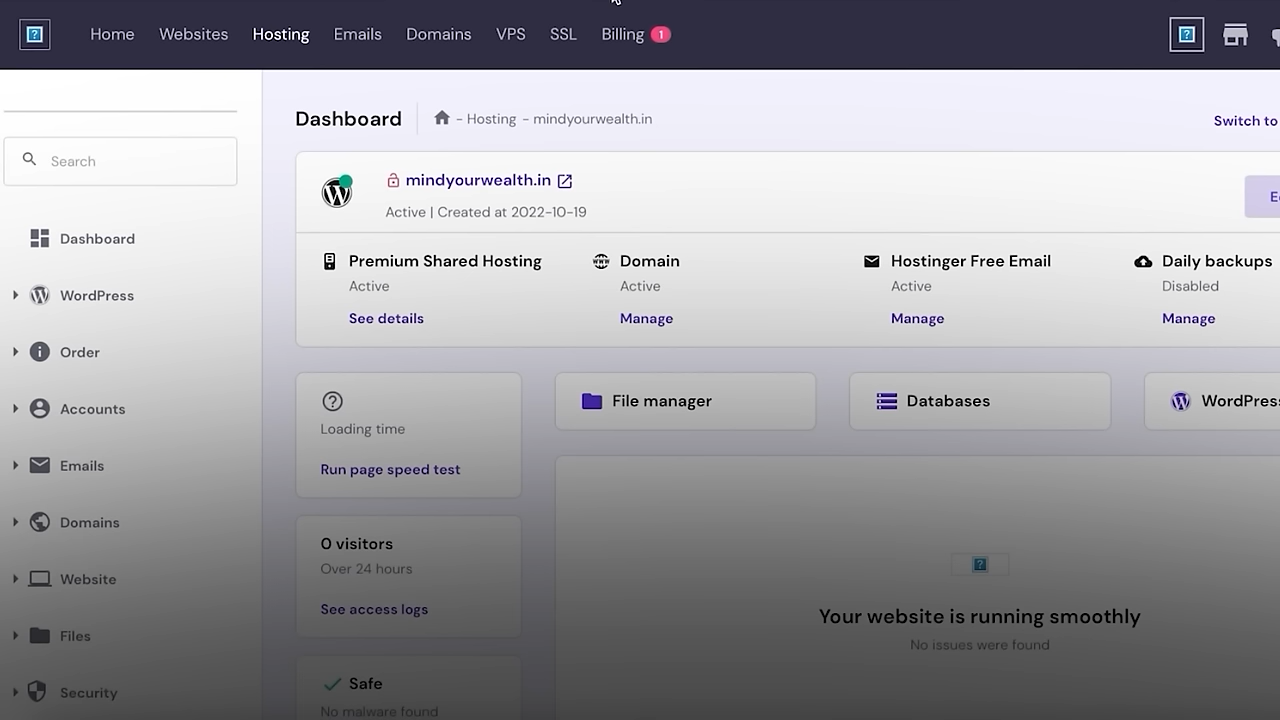 Home Websites Hosting Emails Domains VPS SSL Billing 1
Search
Dashboard
WordPress
Order
Accounts
Emails
Domains
Website
Files
Security
Dashboard - Hosting - mindyourwealth.in
Switch to
mindyourwealth.in
Active | Created at 2022-10-19
Premium Shared Hosting
Active
See details
Domain
Active
Manage
Hostinger Free Email
Active
Manage
Daily backups
Disabled
Manage
Loading time
Run page speed test
File manager
Databases
WordPress
0 visitors
Over 24 hours
See access logs
Your website is running smoothly
No issues were found
Safe
No malware found